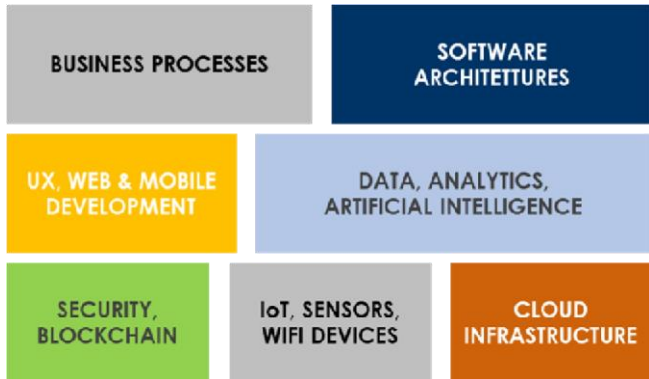 BUSINESS PROCESSES
SOFTWARE
ARCHITETTURES
UX, WEB & MOBILE
DEVELOPMENT
DATA, ANALYTICS,
ARTIFICIAL INTELLIGENCE
SECURITY,
BLOCKCHAIN
IoT, SENSORS,
WIFI DEVICES
CLOUD
INFRASTRUCTURE